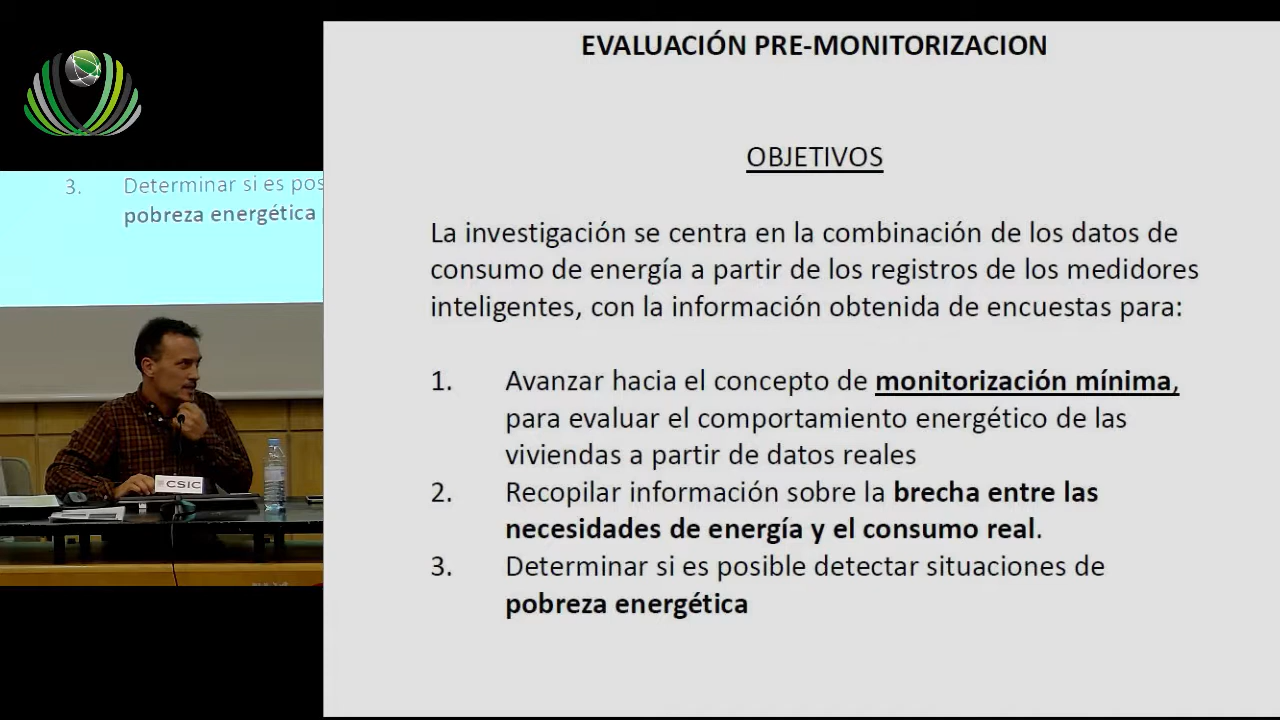 EVALUACIÓN PRE-MONITORIZACION
OBJETIVOS
La investigación se centra en la combinación de los datos de
consumo de energía a partir de los registros de los medidores
inteligentes, con la información obtenida de encuestas para:
1. Avanzar hacia el concepto de monitorización mínima,
para evaluar el comportamiento energético de las
viviendas a partir de datos reales
2. Recopilar información sobre la brecha entre las
necesidades de energía y el consumo real.
3. Determinar si es posible detectar situaciones de
pobreza energética
3. Determinar si es pos
pobreza energética
CSIC